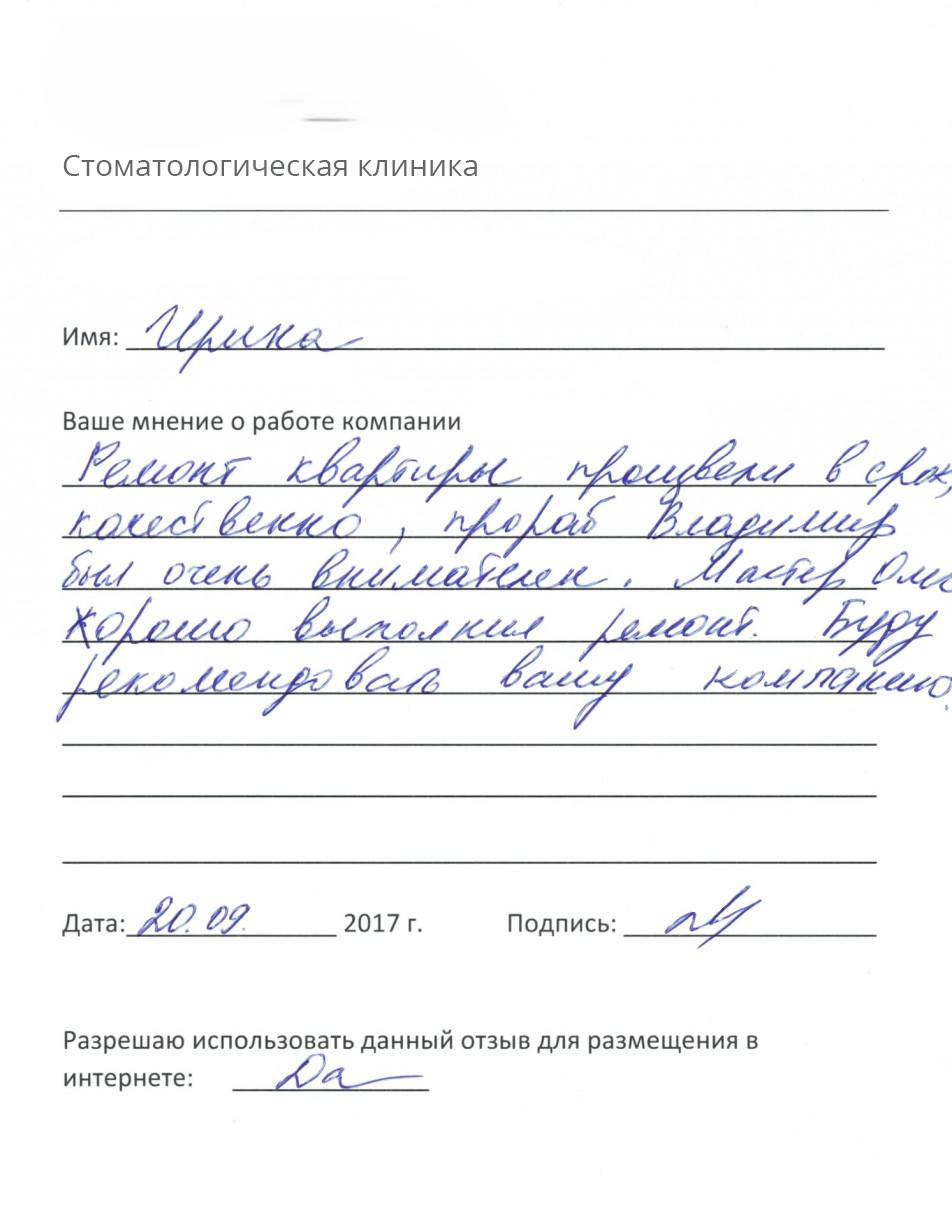 Стоматологическая клиника
Имя: Ирина
Ваше мнение о работе компании
Ремонт квартиры произвели в срок,
качественно, прораб Владимир
был очень внимателен. Мастер
Хорошо выполнил ремонт. Буду
рекомендовать вашу компанию.
Дата: 20.09. 2017 г. Подпись:
Разрешаю использовать данный отзыв для размещения в
интернете: Да